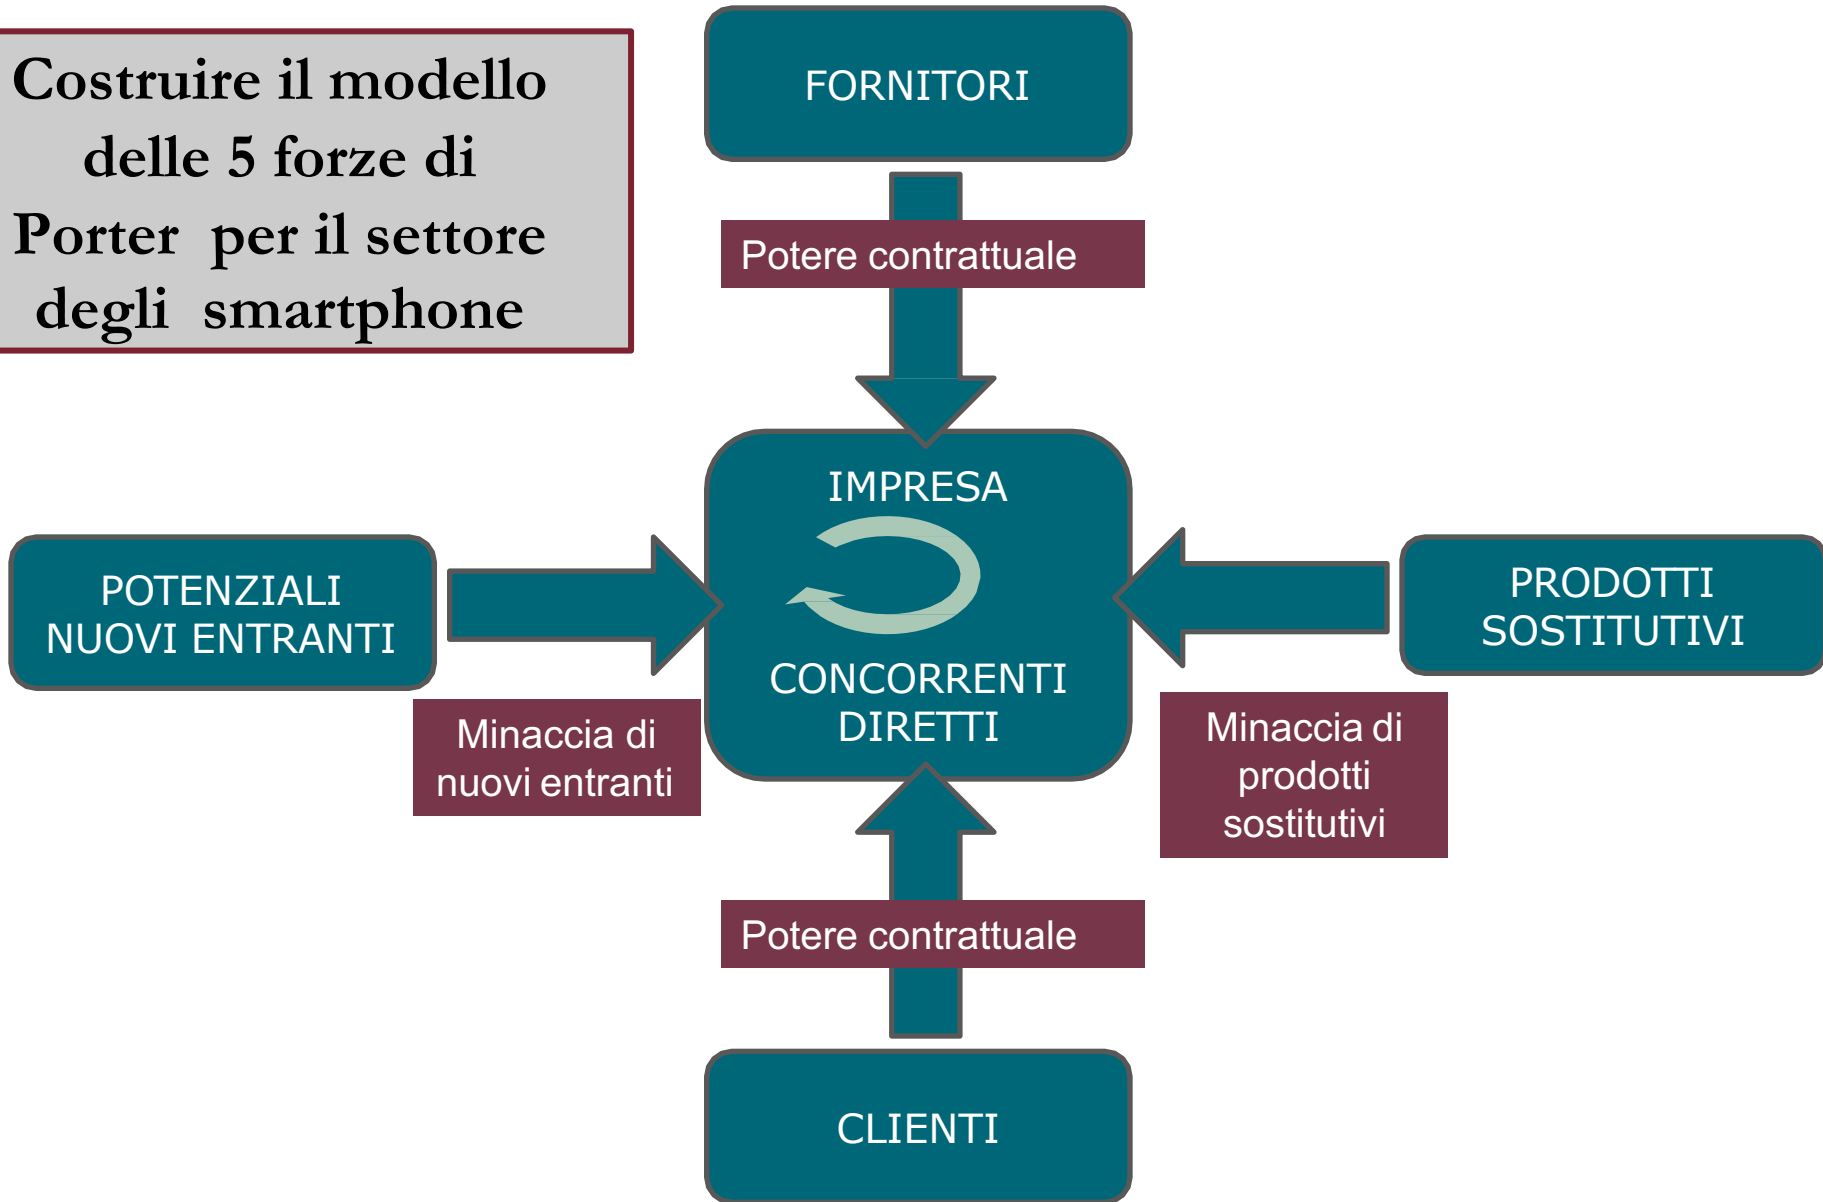 Costruire il modello
delle 5 forze di
Porter per il settore
degli smartphone
FORNITORI
Potere contrattuale
IMPRESA
CONCORRENTI
DIRETTI
POTENZIALI
NUOVI ENTRANTI
Minaccia di
nuovi entranti
PRODOTTI
SOSTITUTIVI
Minaccia di
prodotti
sostitutivi
Potere contrattuale
CLIENTI